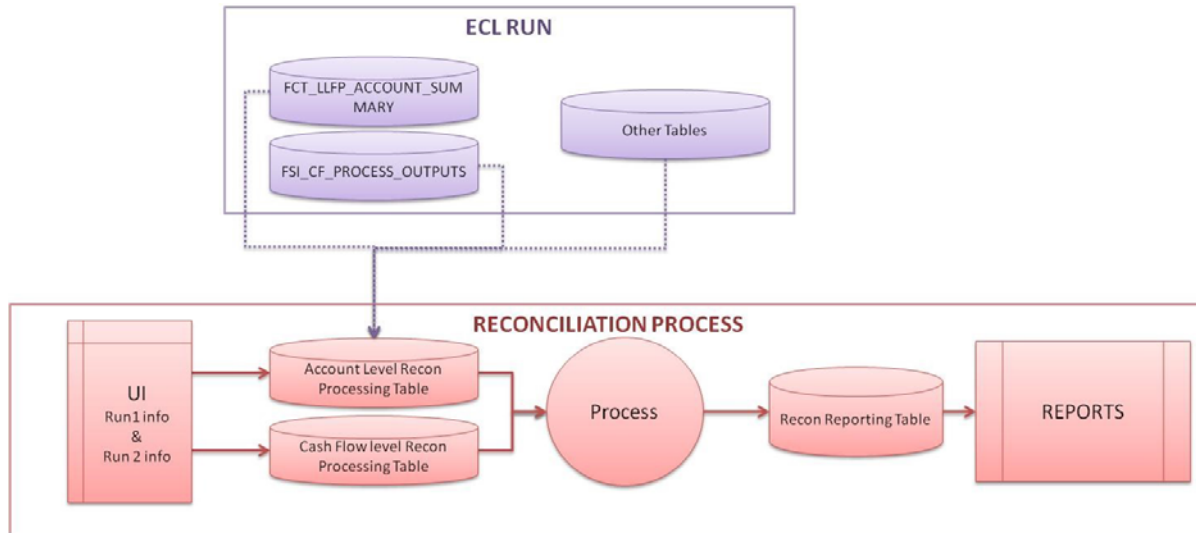 ECL RUN
FCT_LLFP_ACCOUNT_SUM
MARY
FSI_CF_PROCESS_OUTPUTS
Other Tables
RECONCILIATION PROCESS
UI
Run1 info
&
Run 2 info
Account Level Recon
Processing Table
Cash Flow level Recon
Processing Table
Process
Recon Reporting Table
REPORTS